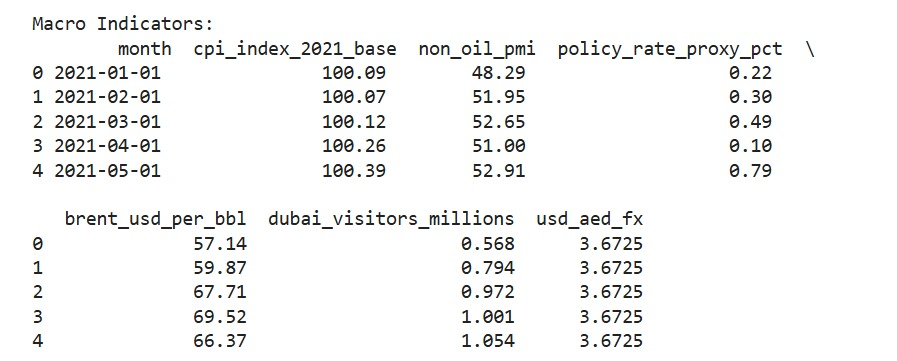 Macro Indicators:
month cpi_index_2021_base non_oil_pmi policy_rate_proxy_pct \
0 2021-01-01 100.09 48.29 0.22
1 2021-02-01 100.07 51.95 0.30
2 2021-03-01 100.12 52.65 0.49
3 2021-04-01 100.26 51.00 0.10
4 2021-05-01 100.39 52.91 0.79
brent_usd_per_bbl dubai_visitors_millions usd_aed_fx
0 57.14 0.568 3.6725
1 59.87 0.794 3.6725
2 67.71 0.972 3.6725
3 69.52 1.001 3.6725
4 66.37 1.054 3.6725